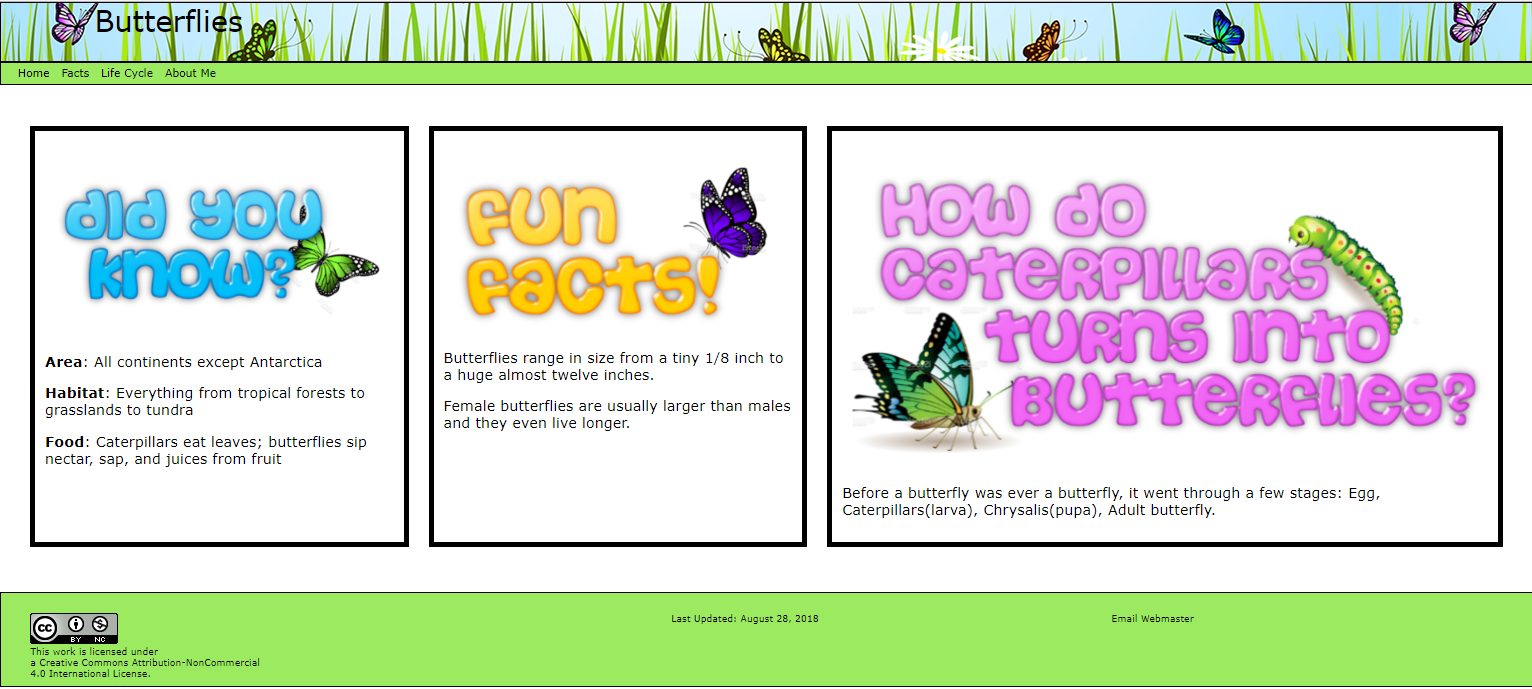 Butterflies
Home Facts Life Cycle About Me
did you
know?
fun
facts!
How do
caterpillars
turns into
butterflies?
Area: All continents except Antarctica
Habitat: Everything from tropical forests to
grasslands to tundra
Food: Caterpillars eat leaves; butterflies sip
nectar, sap, and juices from fruit
Butterflies range in size from a tiny 1/8 inch to
a huge almost twelve inches.
Female butterflies are usually larger than males
and they even live longer.
Before a butterfly was ever a butterfly, it went through a few stages: Egg,
Caterpillars(larva), Chrysalis(pupa), Adult butterfly.
cc BY NC
This work is licensed under
a Creative Commons Attribution-NonCommercial
4.0 International License.
Last Updated: August 28, 2018
Email Webmaster